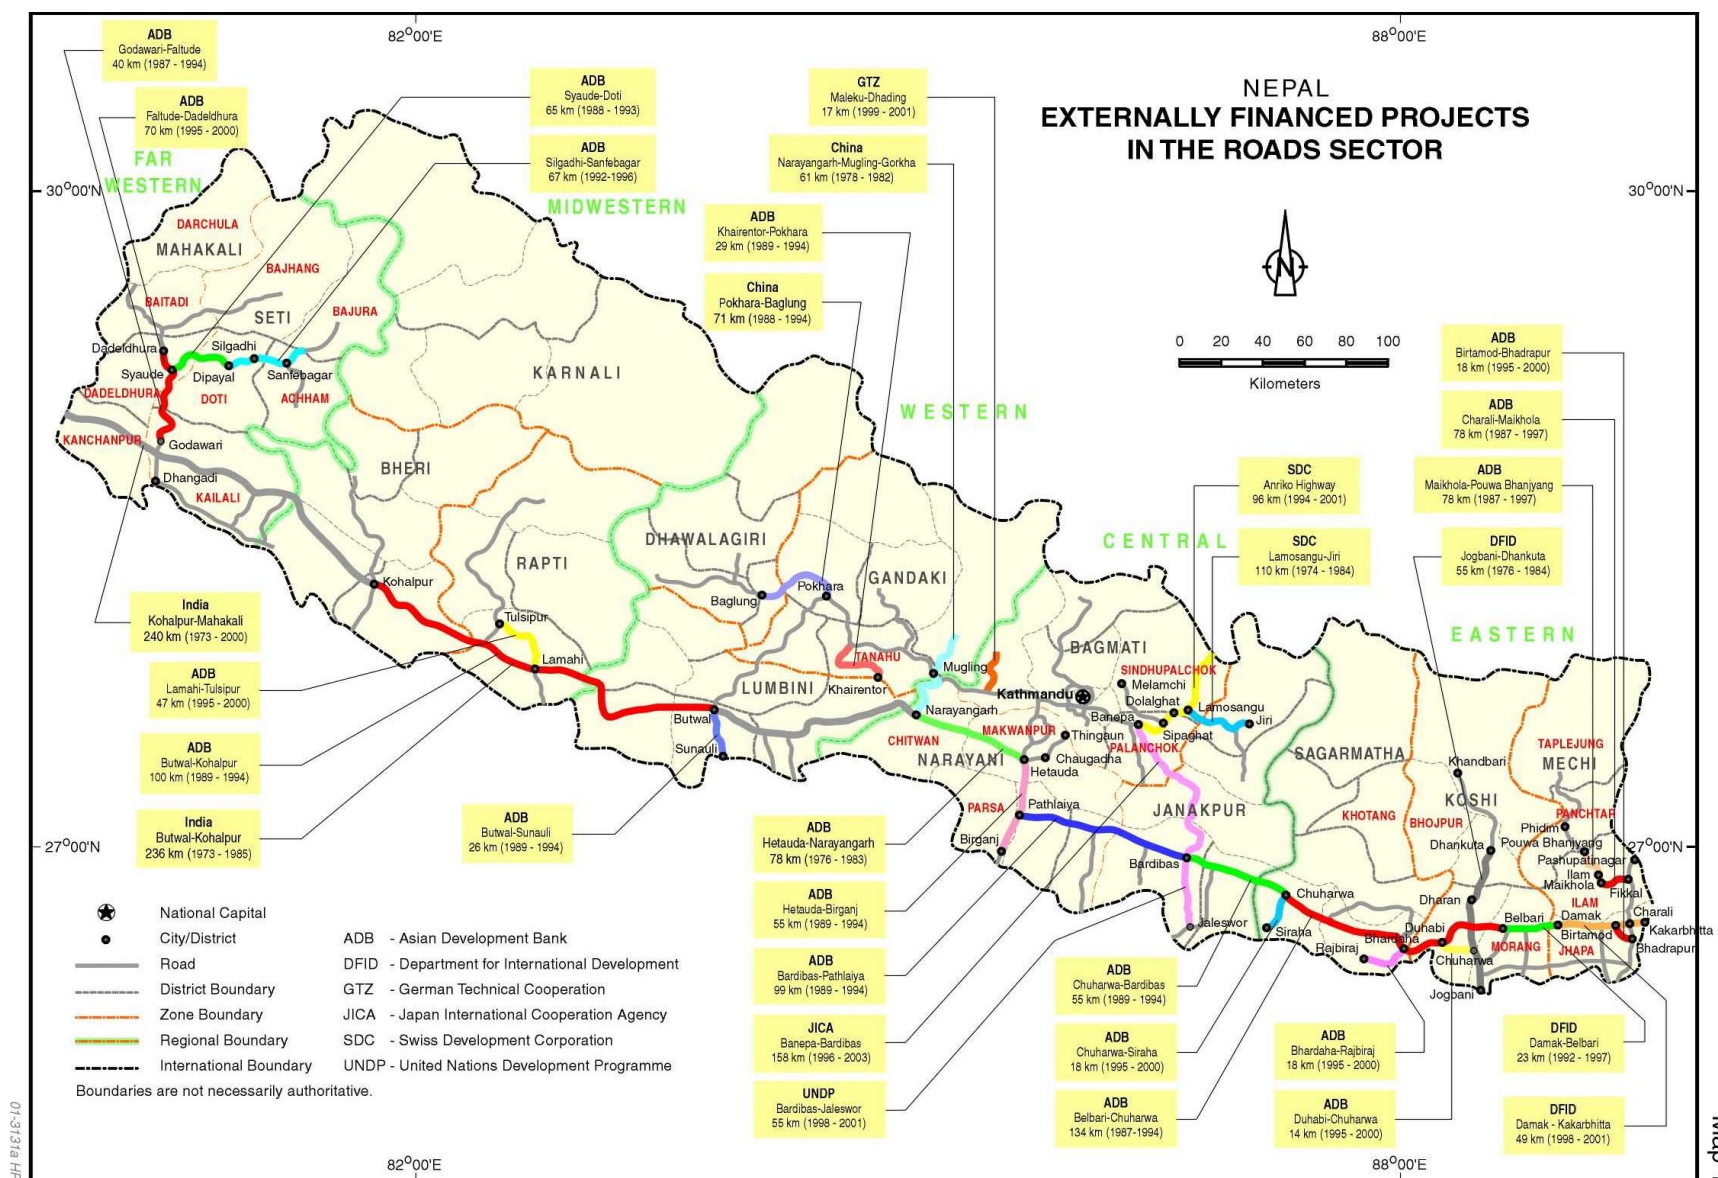 82⁰00'E
88⁰00'E
NEPAL
EXTERNALLY FINANCED PROJECTS
IN THE ROADS SECTOR
30⁰00'N
30⁰00'N
ADB
Godawari-Faltude
40 km (1987 - 1994)
ADB
Faltude-Dadeldhura
70 km (1995 - 2000)
ADB
Syaude-Doti
65 km (1988 - 1993)
ADB
Silgadhi-Sanfebagar
67 km (1992-1996)
GTZ
Maleku-Dhading
17 km (1999 - 2001)
China
Narayangarh-Mugling-Gorkha
61 km (1978 - 1982)
ADB
Khairentor-Pokhara
29 km (1989 - 1994)
China
Pokhara-Baglung
71 km (1988 - 1994)
N
0 20 40 60 80 100
Kilometers
ADB
Birtamod-Bhadrapur
18 km (1995 - 2000)
ADB
Charali-Maikhola
78 km (1987 - 1997)
ADB
Maikhola-Pouwa Bhanjyang
78 km (1987 - 1997)
DFID
Jogbani-Dhankuta
55 km (1976 - 1984)
SDC
Anriko Highway
96 km (1994 - 2001)
SDC
Lamosangu-Jiri
110 km (1974 - 1984)
FAR
WESTERN
MIDWESTERN
WESTERN
CENTRAL
EASTERN
DARCHULA
MAHAKALI
BAJHANG
BAITADI
SETI
BAJURA
Dadeldhura
Silgadhi
Syaude
Dipayal
Sanfebagar
DADELDHURA
DOTI
ACHHAM
KANCHANPUR
Godawari
Dhangadi
KAILALI
KARNALI
BHERI
RAPTI
DHAWALAGIRI
GANDAKI
Kohalpur
Tulsipur
Lamahi
Baglung
Pokhara
TANAHU
Khairentor
Mugling
LUMBINI
Butwal
Sunauli
Narayangarh
CHITWAN
NARAYANI
MAKWANPUR
Kathmandu
BAGMATI
SINDHUPALCHOK
Melamchi
Dolalghat
Banepa
Lamosangu
Jiri
Sipaghat
PALANCHOK
Thingaun
Chaugadha
Hetauda
PARSA
Pathlaiya
Birganj
JANAKPUR
Bardibas
Jaleswor
SAGARMATHA
Chuharwa
Siraha
KHOTANG
BHOJPUR
KOSHI
Khandbari
TAPLEJUNG
MECHI
PANCHTAR
Phidim
Dhankuta
Pouwa Bhanjyang
Pashupatinagar
Ilam
Maikhola
Fikkal
ILAM
Dharan
Belbari
Damak
Charali
Kakarbhitta
Birtamod
Bhadrapur
Duhabi
Bhardaha
Rajbiraj
Chuharwa
MORANG
JHAPA
Jogbani
27⁰00'N
27⁰00'N
India
Kohalpur-Mahakali
240 km (1973 - 2000)
ADB
Lamahi-Tulsipur
47 km (1995 - 2000)
ADB
Butwal-Kohalpur
100 km (1989 - 1994)
India
Butwal-Kohalpur
236 km (1973 - 1985)
ADB
Butwal-Sunauli
26 km (1989 - 1994)
ADB
Hetauda-Narayangarh
78 km (1976 - 1983)
ADB
Hetauda-Birganj
55 km (1989 - 1994)
ADB
Bardibas-Pathlaiya
99 km (1989 - 1994)
JICA
Banepa-Bardibas
158 km (1996 - 2003)
UNDP
Bardibas-Jaleswor
55 km (1998 - 2001)
ADB
Chuharwa-Bardibas
55 km (1989 - 1994)
ADB
Chuharwa-Siraha
18 km (1995 - 2000)
ADB
Belbari-Chuharwa
134 km (1987-1994)
ADB
Bhardaha-Rajbiraj
18 km (1995 - 2000)
ADB
Duhabi-Chuharwa
14 km (1995 - 2000)
DFID
Damak-Belbari
23 km (1992 - 1997)
DFID
Damak - Kakarbhitta
49 km (1998 - 2001)
National Capital
City/District
Road
District Boundary
Zone Boundary
Regional Boundary
International Boundary
ADB - Asian Development Bank
DFID - Department for International Development
GTZ - German Technical Cooperation
JICA - Japan International Cooperation Agency
SDC - Swiss Development Corporation
UNDP - United Nations Development Programme
Boundaries are not necessarily authoritative.
82⁰00'E
88⁰00'E
01-3131a